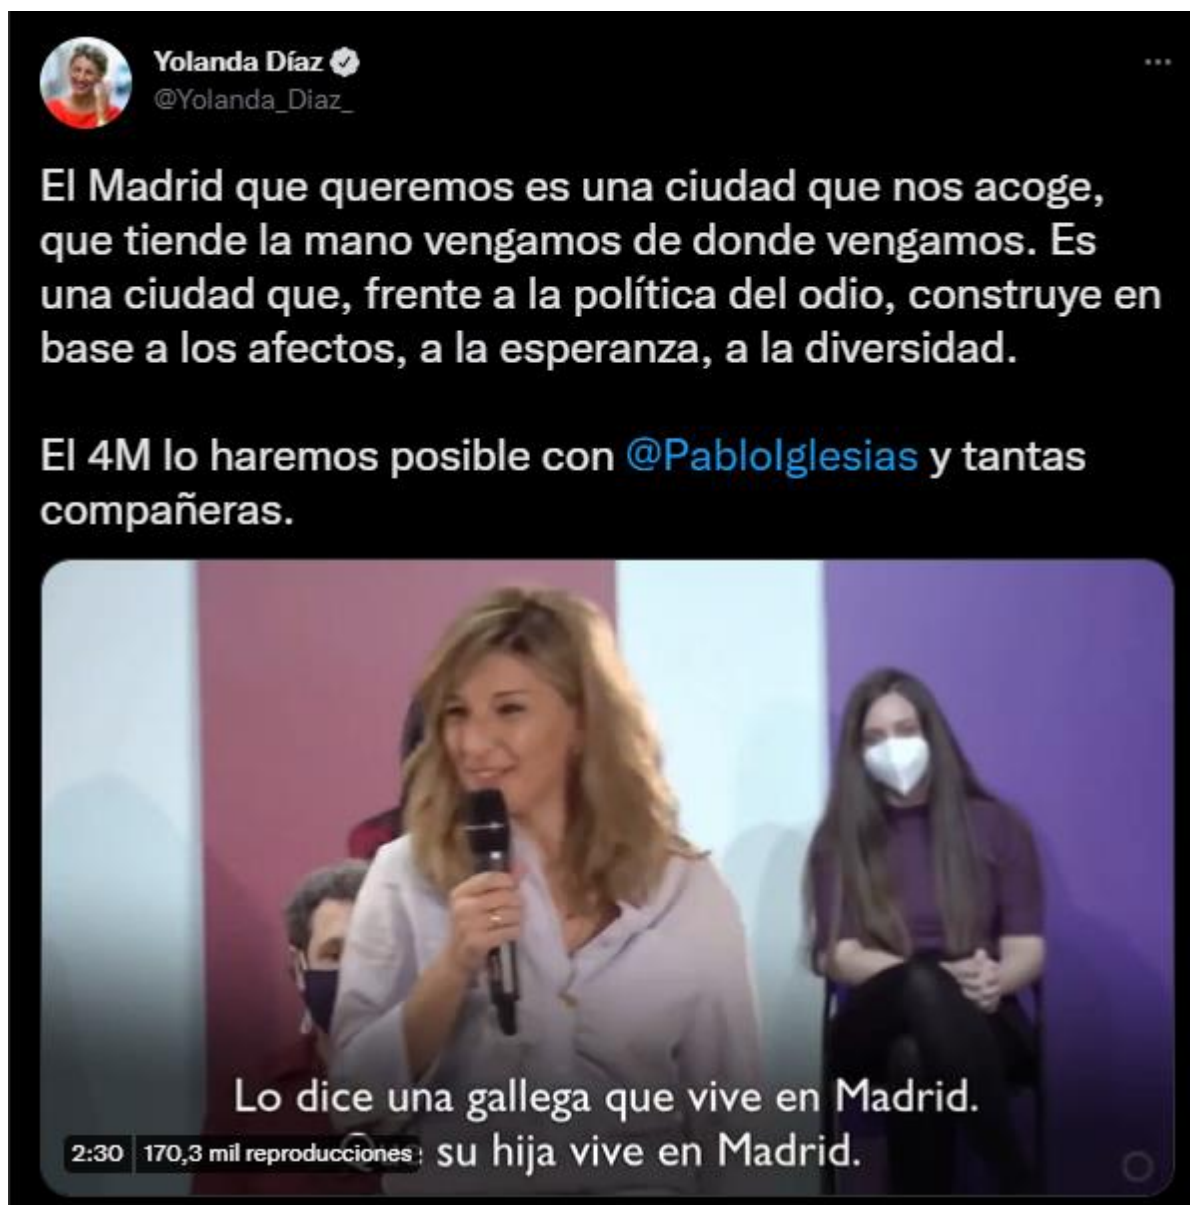 Yolanda Díaz
@Yolanda_Diaz_
El Madrid que queremos es una ciudad que nos acoge,
que tiende la mano vengamos de donde vengamos. Es
una ciudad que, frente a la política del odio, construye en
base a los afectos, a la esperanza, a la diversidad.
El 4M lo haremos posible con @PabloIglesias y tantas
compañeras.
Lo dice una gallega que vive en Madrid.
2:30 170,3 mil reproducciones su hija vive en Madrid.